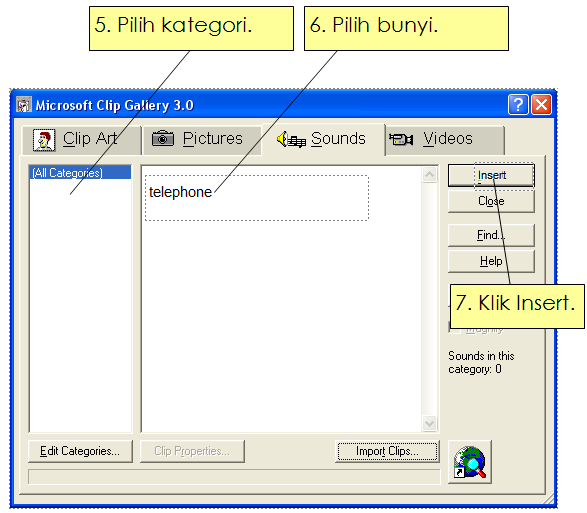 5. Pilih kategori.
6. Pilih bunyi.
Microsoft Clip Gallery 3.0
Clip Art
Pictures
Sounds
Videos
(All Categories)
telephone
Insert
Close
Find...
Help
7. Klik Insert.
Magnify
Sounds in this
category: 0
Edit Categories...
Clip Properties...
Import Clips...